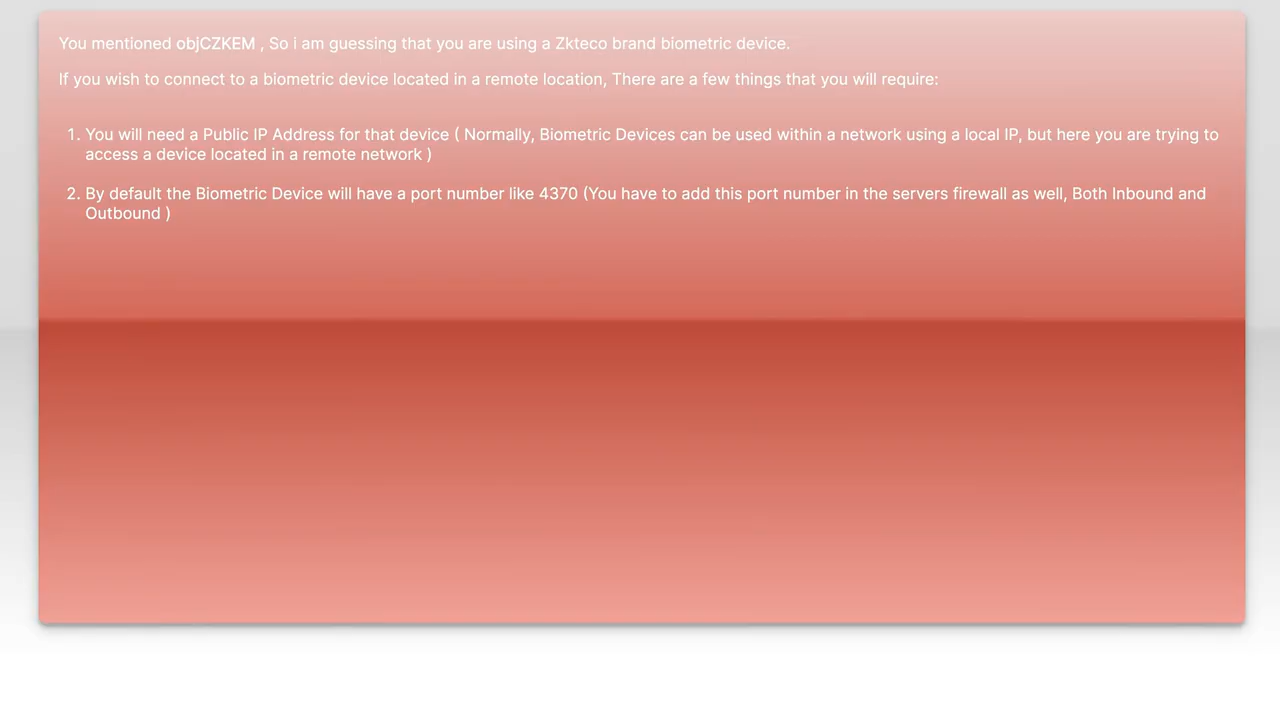 You mentioned objCZKEM , So i am guessing that you are using a Zkteco brand biometric device.
If you wish to connect to a biometric device located in a remote location, There are a few things that you will require:
1. You will need a Public IP Address for that device ( Normally, Biometric Devices can be used within a network using a local IP, but here you are trying to
access a device located in a remote network )
2. By default the Biometric Device will have a port number like 4370 (You have to add this port number in the servers firewall as well, Both Inbound and
Outbound )